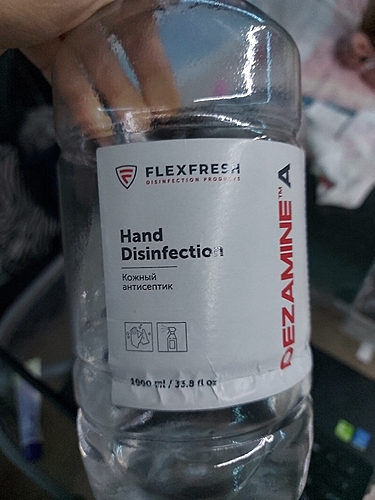 FLEXFRESH
DISINFECTION PRODUCTS
Hand
Disinfection
Кожный
антисептик
1000 ml / 33.8 fl oz
DEZAMINE™ A